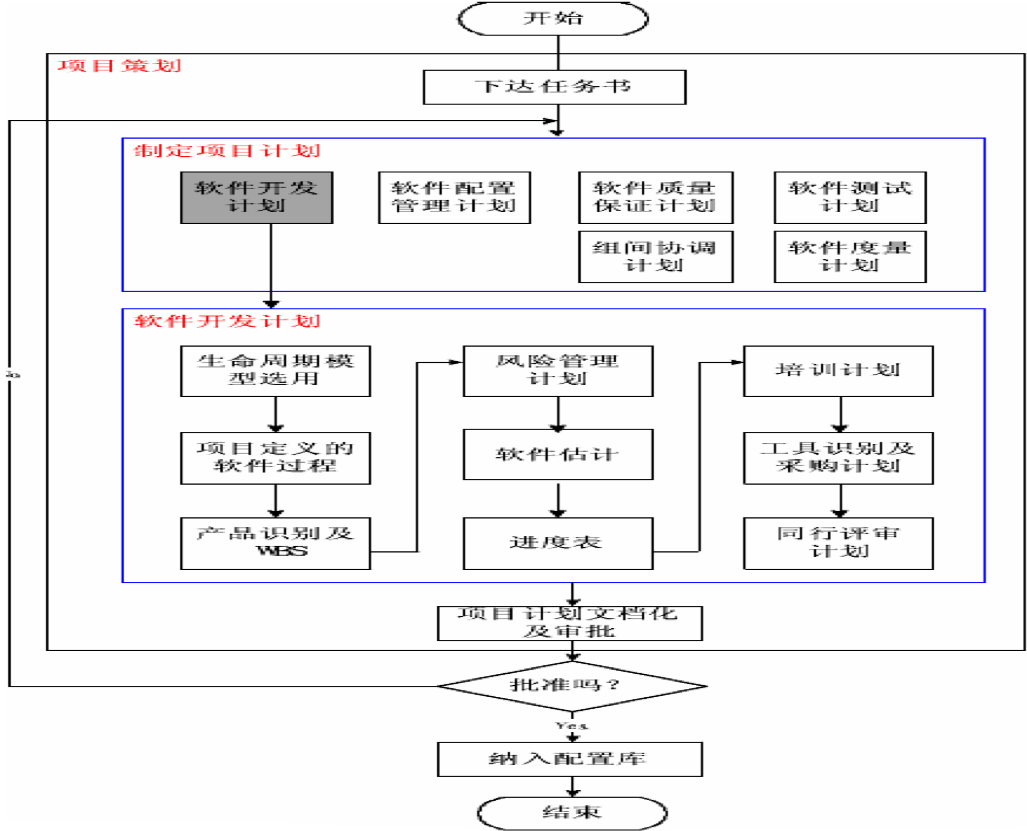 开始
项目策划
下达任务书
制定项目计划
软件开发
计划
软件配置
管理计划
软件质量
保证计划
软件测试
计划
组间协调
计划
软件度量
计划
软件开发计划
生命周期模
型选用
项目定义的
软件过程
产品识别及
WBS
风险管理
计划
软件估计
进度表
培训计划
工具识别及
采购计划
同行评审
计划
项目计划文档化
及审批
批准吗?
Yes
纳入配置库
结束